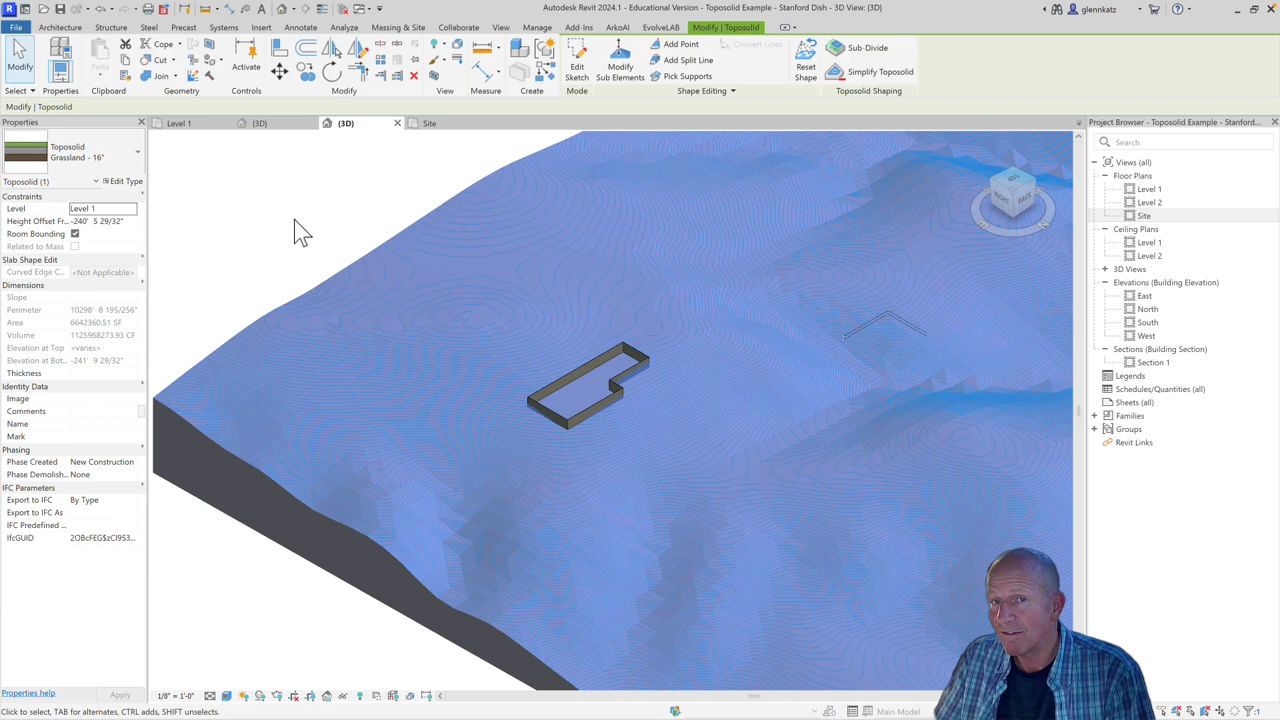 Autodesk Revit 2024.1 - Educational Version - Toposolid Example - Stanford Dish - 3D View: {3D}
glennkatz
File Architecture Structure Steel Precast Systems Insert Annotate Analyze Massing & Site Collaborate View Manage Add-Ins ArkoAI EvolveLAB Modify | Toposolid
Modify
Properties
Paste
Cope
Cut
Join
Activate
Edit
Sketch
Modify
Sub Elements
Add Point
Add Split Line
Pick Supports
Convert Lines
Reset
Shape
Sub-Divide
Simplify Toposolid
Select Properties Clipboard Geometry Controls Modify View Measure Create Mode Shape Editing Toposolid Shaping
Modify | Toposolid
Properties
Level 1 {3D} {3D} Site
Toposolid
Grassland - 16"
Toposolid (1) Edit Type
Constraints
Level Level 1
Height Offset Fr... -240' 5 29/32"
Room Bounding
Related to Mass
Slab Shape Edit
Curved Edge C... <Not Applicable>
Dimensions
Slope
Perimeter 10298' 8 195/256"
Area 6642360.51 SF
Volume 1125968273.93 CF
Elevation at Top <varies>
Elevation at Bot... -241' 9 29/32"
Thickness
Identity Data
Image
Comments
Name
Mark
Phasing
Phase Created New Construction
Phase Demolish... None
IFC Parameters
Export to IFC By Type
Export to IFC As
IFC Predefined ...
IfcGUID 2OBcFEG$zCI953...
Properties help Apply
TOP
RIGHT
BACK
Project Browser - Toposolid Example - Stanford...
Search
Views (all)
Floor Plans
Level 1
Level 2
Site
Ceiling Plans
Level 1
Level 2
3D Views
Elevations (Building Elevation)
East
North
South
West
Sections (Building Section)
Section 1
Legends
Schedules/Quantities (all)
Sheets (all)
Families
Groups
Revit Links
1/8" = 1'-0"
Click to select, TAB for alternates, CTRL adds, SHIFT unselects.
Main Model
:1